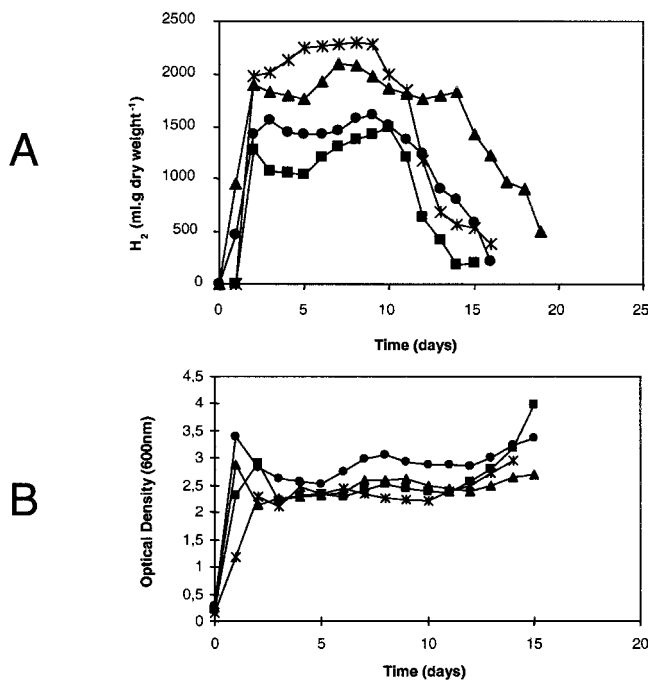 A
H2 (ml.g dry weight-1)
2500
2000
1500
1000
500
0
0 5 10 15 20 25
Time (days)
B
Optical Density (600nm)
4,5
4
3,5
3
2,5
2
1,5
1
0,5
0
0 5 10 15 20
Time (days)